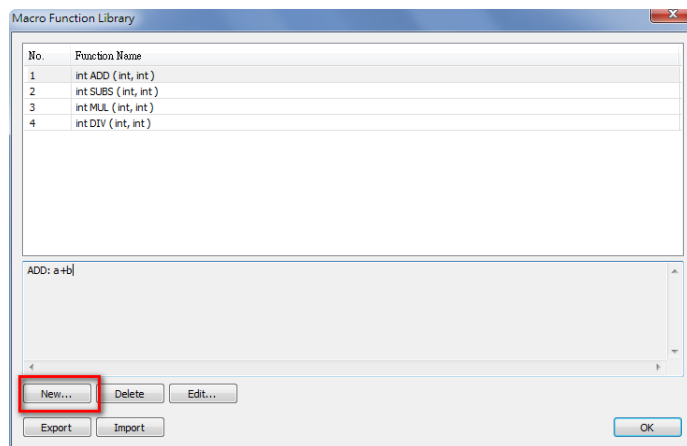 Macro Function Library
No. Function Name
1 int ADD ( int, int )
2 int SUBS ( int, int )
3 int MUL ( int, int )
4 int DIV ( int, int )
ADD: a+b
New... Delete Edit...
Export Import OK